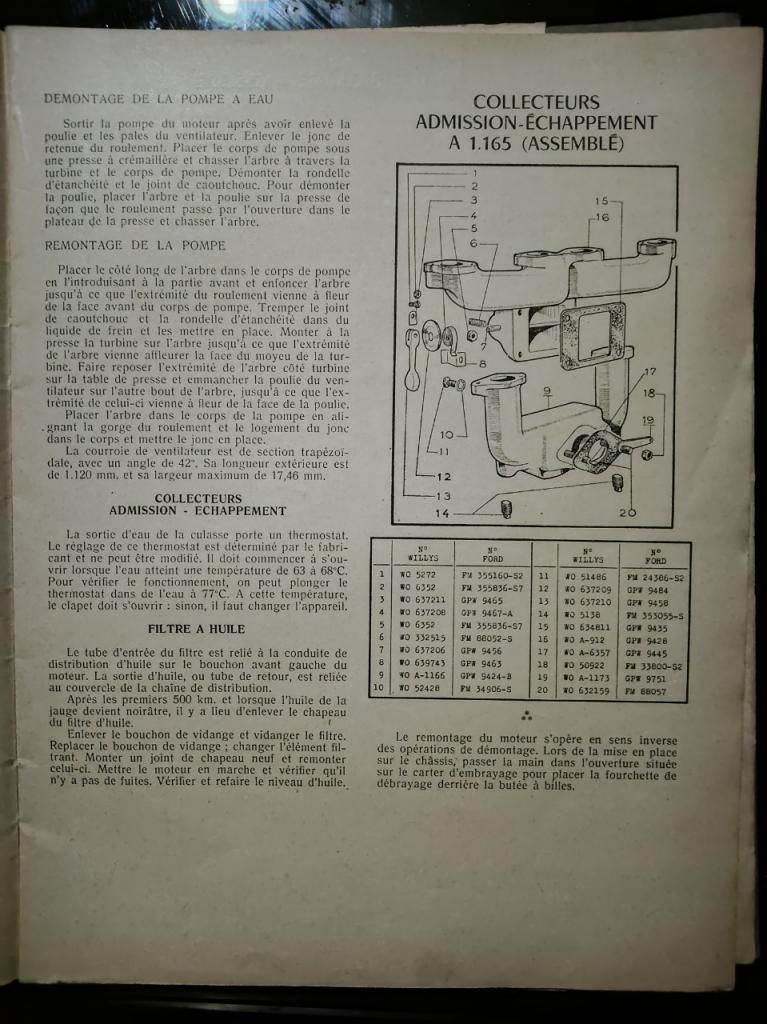 DEMONTAGE DE LA POMPE A EAU
Sortir la pompe du moteur après avoir enlevé la
poulie et les pales du ventilateur. Enlever le jonc de
retenue du roulement. Placer le corps de pompe sous
une presse à crémaillère et chasser l'arbre à travers la
turbine et le corps de pompe. Démonter la rondelle
d'étanchéité et le joint de caoutchouc. Pour démonter
la poulie, placer l'arbre et la poulie sur la presse de
façon que le roulement passe par l'ouverture dans le
plateau de la presse et chasser l'arbre.
REMONTAGE DE LA POMPE
Placer le côté long de l'arbre dans le corps de pompe
en l'introduisant à la partie avant et enfoncer l'arbre
jusqu'à ce que l'extrémité du roulement vienne à fleur
de la face avant du corps de pompe. Tremper le joint
de caoutchouc et la rondelle d'étanchéité dans du
liquide de frein et les mettre en place. Monter à la
presse la turbine sur l'arbre jusqu'à ce que l'extrémité
de l'arbre vienne affleurer la face du moyeu de la tur-
bine. Faire reposer l'extrémité de l'arbre côté turbine
sur la table de presse et emmancher la poulie du ven-
tilateur sur l'autre bout de l'arbre, jusqu'à ce que l'ex-
trémité de celui-ci vienne à fleur de la face de la poulie.
Placer l'arbre dans le corps de la pompe en ali-
gnant la gorge du roulement et le logement du jonc
dans le corps et mettre le jonc en place.
La courroie de ventilateur est de section trapézoï-
dale, avec un angle de 42°. Sa longueur extérieure est
de 1.120 mm. et sa largeur maximum de 17,46 mm.
COLLECTEURS
ADMISSION - ECHAPPEMENT
La sortie d'eau de la culasse porte un thermostat.
Le réglage de ce thermostat est déterminé par le fabri-
cant et ne peut être modifié. Il doit commencer à s'ou-
vrir lorsque l'eau atteint une température de 63 à 68°C.
Pour vérifier le fonctionnement, on peut plonger le
thermostat dans de l'eau à 77°C. A cette température,
le clapet doit s'ouvrir : sinon, il faut changer l'appareil.
FILTRE A HUILE
Le tube d'entrée du filtre est relié à la conduite de
distribution d'huile sur le bouchon avant gauche du
moteur. La sortie d'huile, ou tube de retour, est reliée
au couvercle de la chaîne de distribution.
Après les premiers 500 km. et lorsque l'huile de la
jauge devient noirâtre, il y a lieu d'enlever le chapeau
du filtre d'huile.
Enlever le bouchon de vidange et vidanger le filtre.
Replacer le bouchon de vidange ; changer l'élément fil-
trant. Monter un joint de chapeau neuf et remonter
celui-ci. Mettre le moteur en marche et vérifier qu'il
n'y a pas de fuites. Vérifier et refaire le niveau d'huile.
COLLECTEURS
ADMISSION-ÉCHAPPEMENT
A 1.165 (ASSEMBLÉ)
1
2
3
4
5
6
15
16
7
8
9
17
18
19
10
11
12
13
14
20
N° WILLYS N° FORD N° WILLYS N° FORD
1 WO 5272 FM 355160-S2 11 WO 51486 FM 24386-S2
2 WO 6352 FM 355836-S7 12 WO 637209 GPW 9484
3 WO 637211 GPW 9465 13 WO 637210 GPW 9458
4 WO 637208 GPW 9467-A 14 WO 5138 FM 353055-S
5 WO 6352 FM 355836-S7 15 WO 634811 GPW 9435
6 WO 332515 FM 88052-S 16 WO A-912 GPW 9428
7 WO 637206 GPW 9456 17 WO A-6357 GPW 9445
8 WO 639743 GPW 9463 18 WO 50922 FM 33800-S2
9 WO A-1166 GPW 9424-B 19 WO A-1173 GPW 9751
10 WO 52428 FM 34906-S 20 WO 632159 FM 88057
Le remontage du moteur s'opère en sens inverse
des opérations de démontage. Lors de la mise en place
sur le châssis, passer la main dans l'ouverture située
sur le carter d'embrayage pour placer la fourchette de
débrayage derrière la butée à billes.